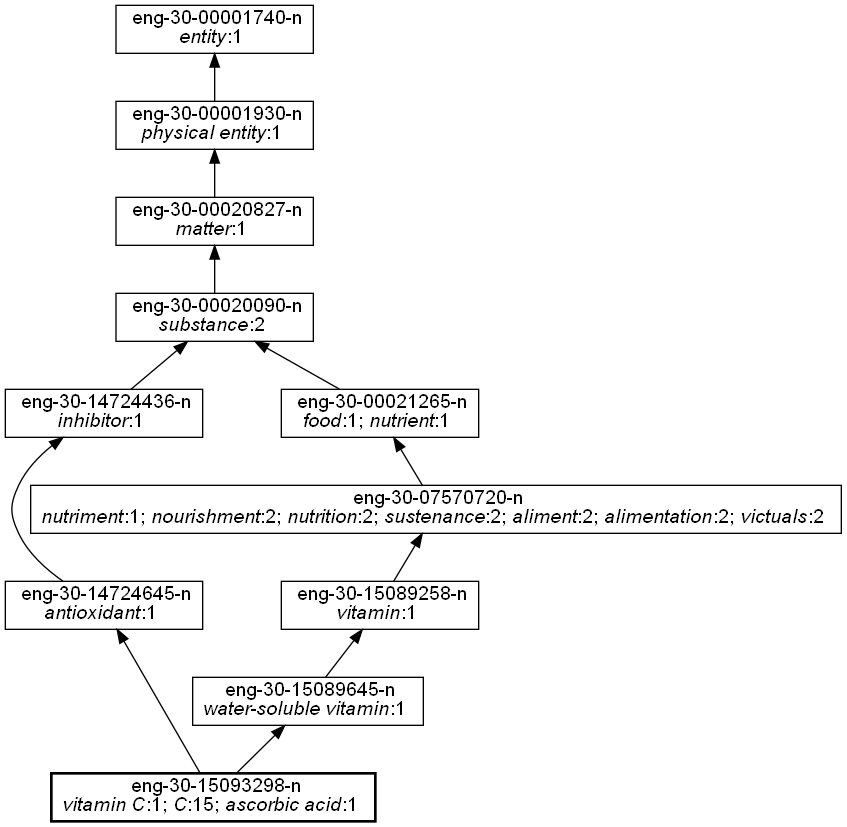 eng-30-00001740-n
entity:1
eng-30-00001930-n
physical entity:1
eng-30-00020827-n
matter:1
eng-30-00020090-n
substance:2
eng-30-14724436-n
inhibitor:1
eng-30-00021265-n
food:1; nutrient:1
eng-30-07570720-n
nutriment:1; nourishment:2; nutrition:2; sustenance:2; aliment:2; alimentation:2; victuals:2
eng-30-14724645-n
antioxidant:1
eng-30-15089258-n
vitamin:1
eng-30-15089645-n
water-soluble vitamin:1
eng-30-15093298-n
vitamin C:1; C:15; ascorbic acid:1